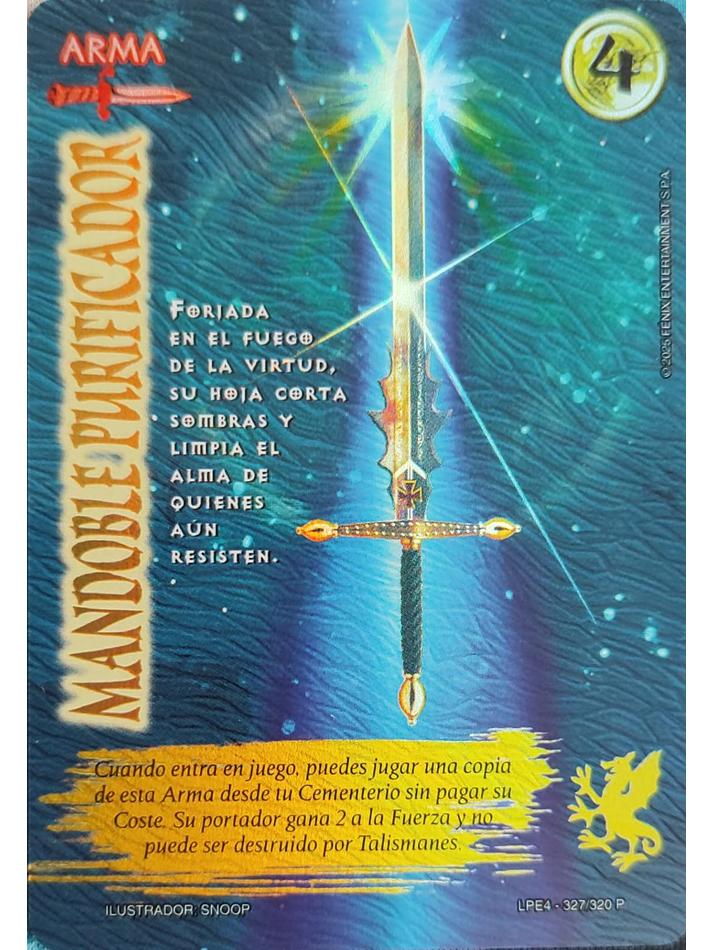 ARMA
4
MANDOBLE PURIFICADOR
Forjada
en el fuego
de la virtud,
su hoja corta
sombras y
limpia el
alma de
quienes
aún
resisten.
© 2025 FENIX ENTERTAINMENT S.P.A.
Cuando entra en juego, puedes jugar una copia
de esta Arma desde tu Cementerio sin pagar su
Coste. Su portador gana 2 a la Fuerza y no
puede ser destruido por Talismanes.
ILUSTRADOR: SNOOP
LPE4 - 327/320 P